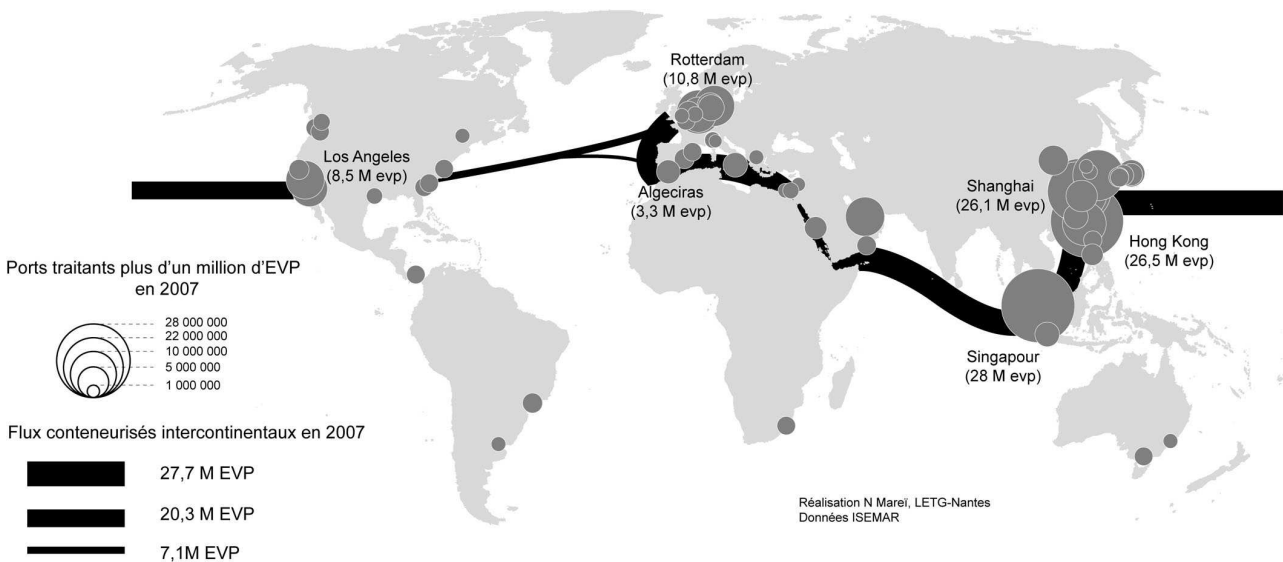 Rotterdam
(10,8 M evp)
Los Angeles
(8,5 M evp)
Algeciras
(3,3 M evp)
Shanghai
(26,1 M evp)
Hong Kong
(26,5 M evp)
Singapour
(28 M evp)
Ports traitants plus d'un million d'EVP
en 2007
28 000 000
22 000 000
10 000 000
5 000 000
1 000 000
Flux conteneurisés intercontinentaux en 2007
27,7 M EVP
20,3 M EVP
7,1M EVP
Réalisation N Mareï, LETG-Nantes
Données ISEMAR